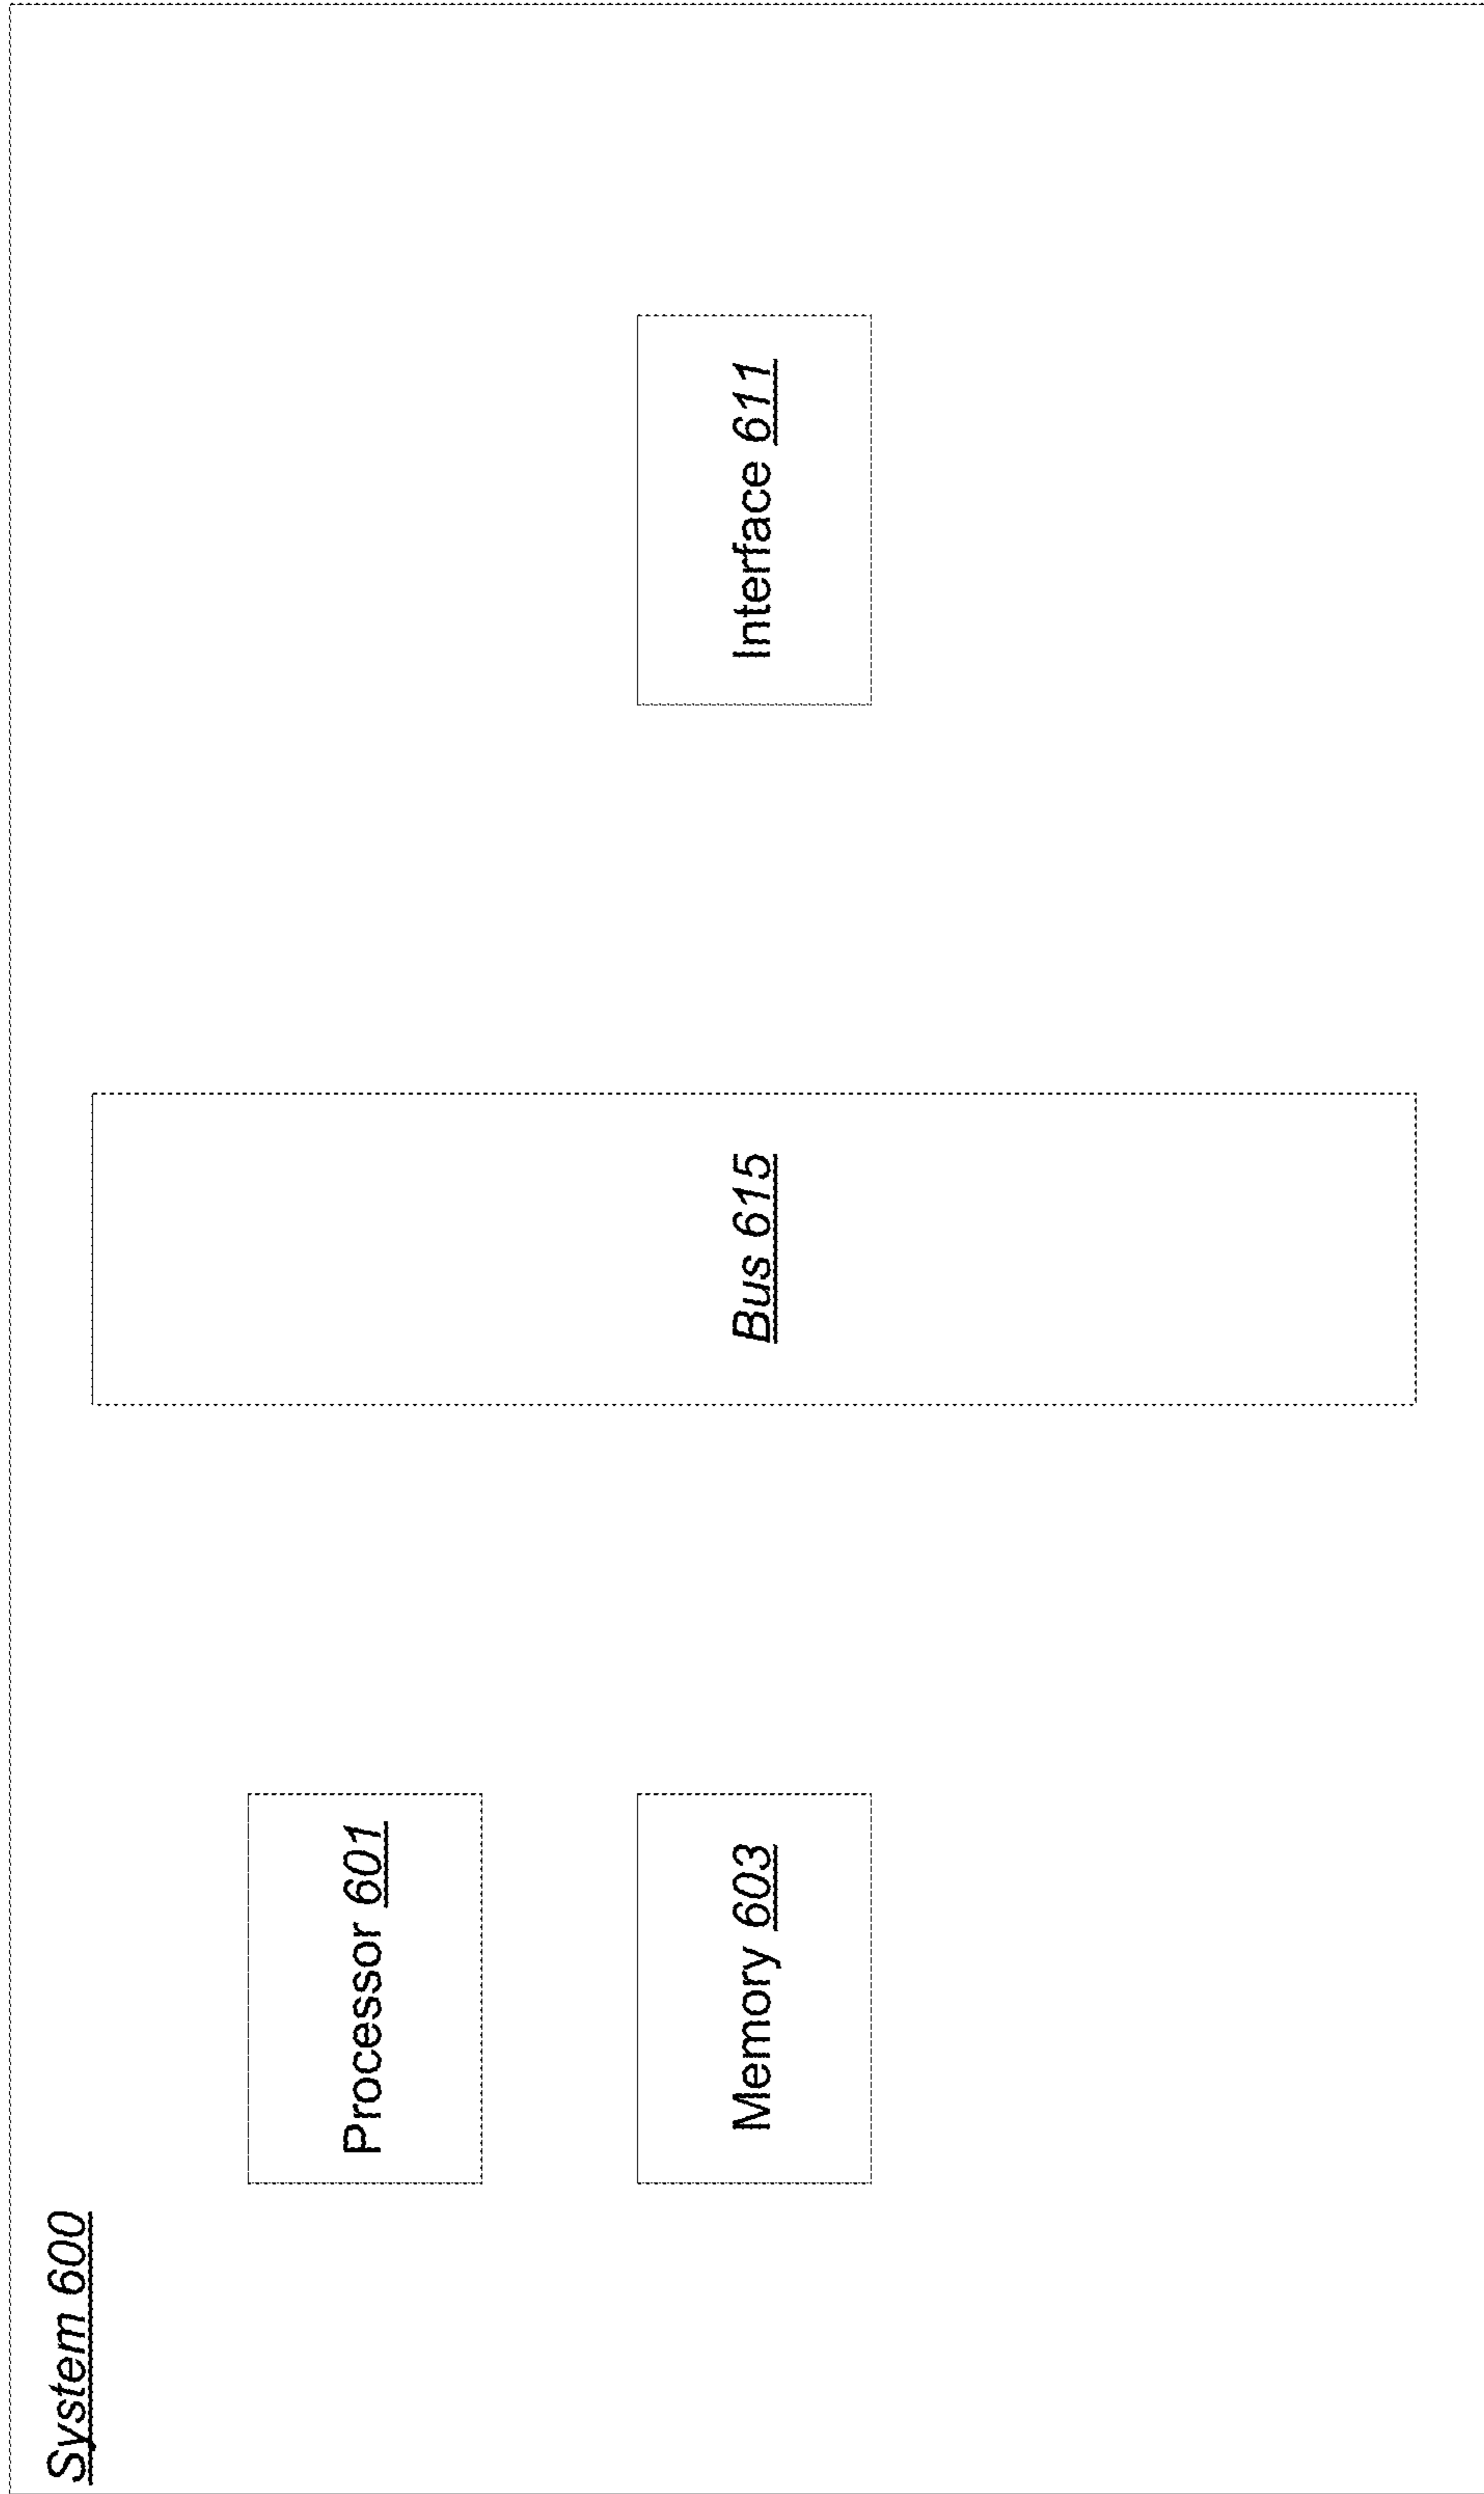 System 600
Processor 601
Memory 603
Bus 615
Interface 611